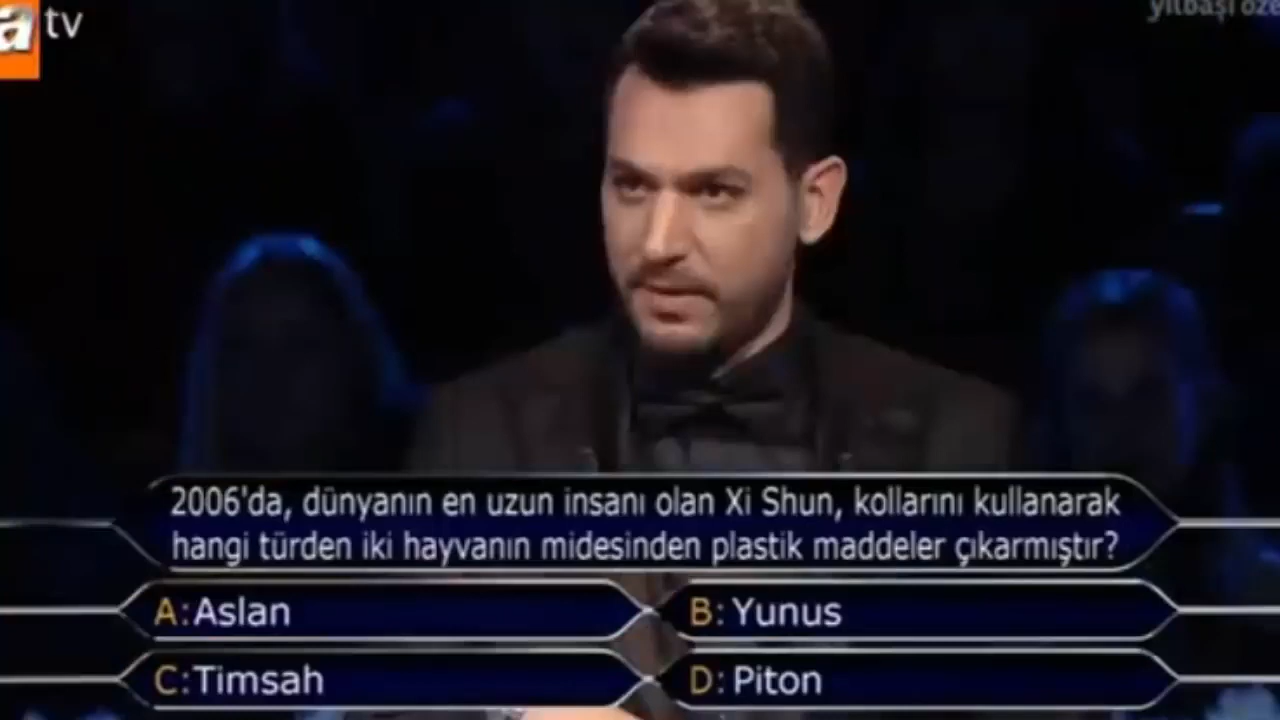 atv
yılbaşı öze
2006'da, dünyanın en uzun insanı olan Xi Shun, kollarını kullanarak
hangi türden iki hayvanın midesinden plastik maddeler çıkarmıştır?
A: Aslan
B: Yunus
C: Timsah
D: Piton